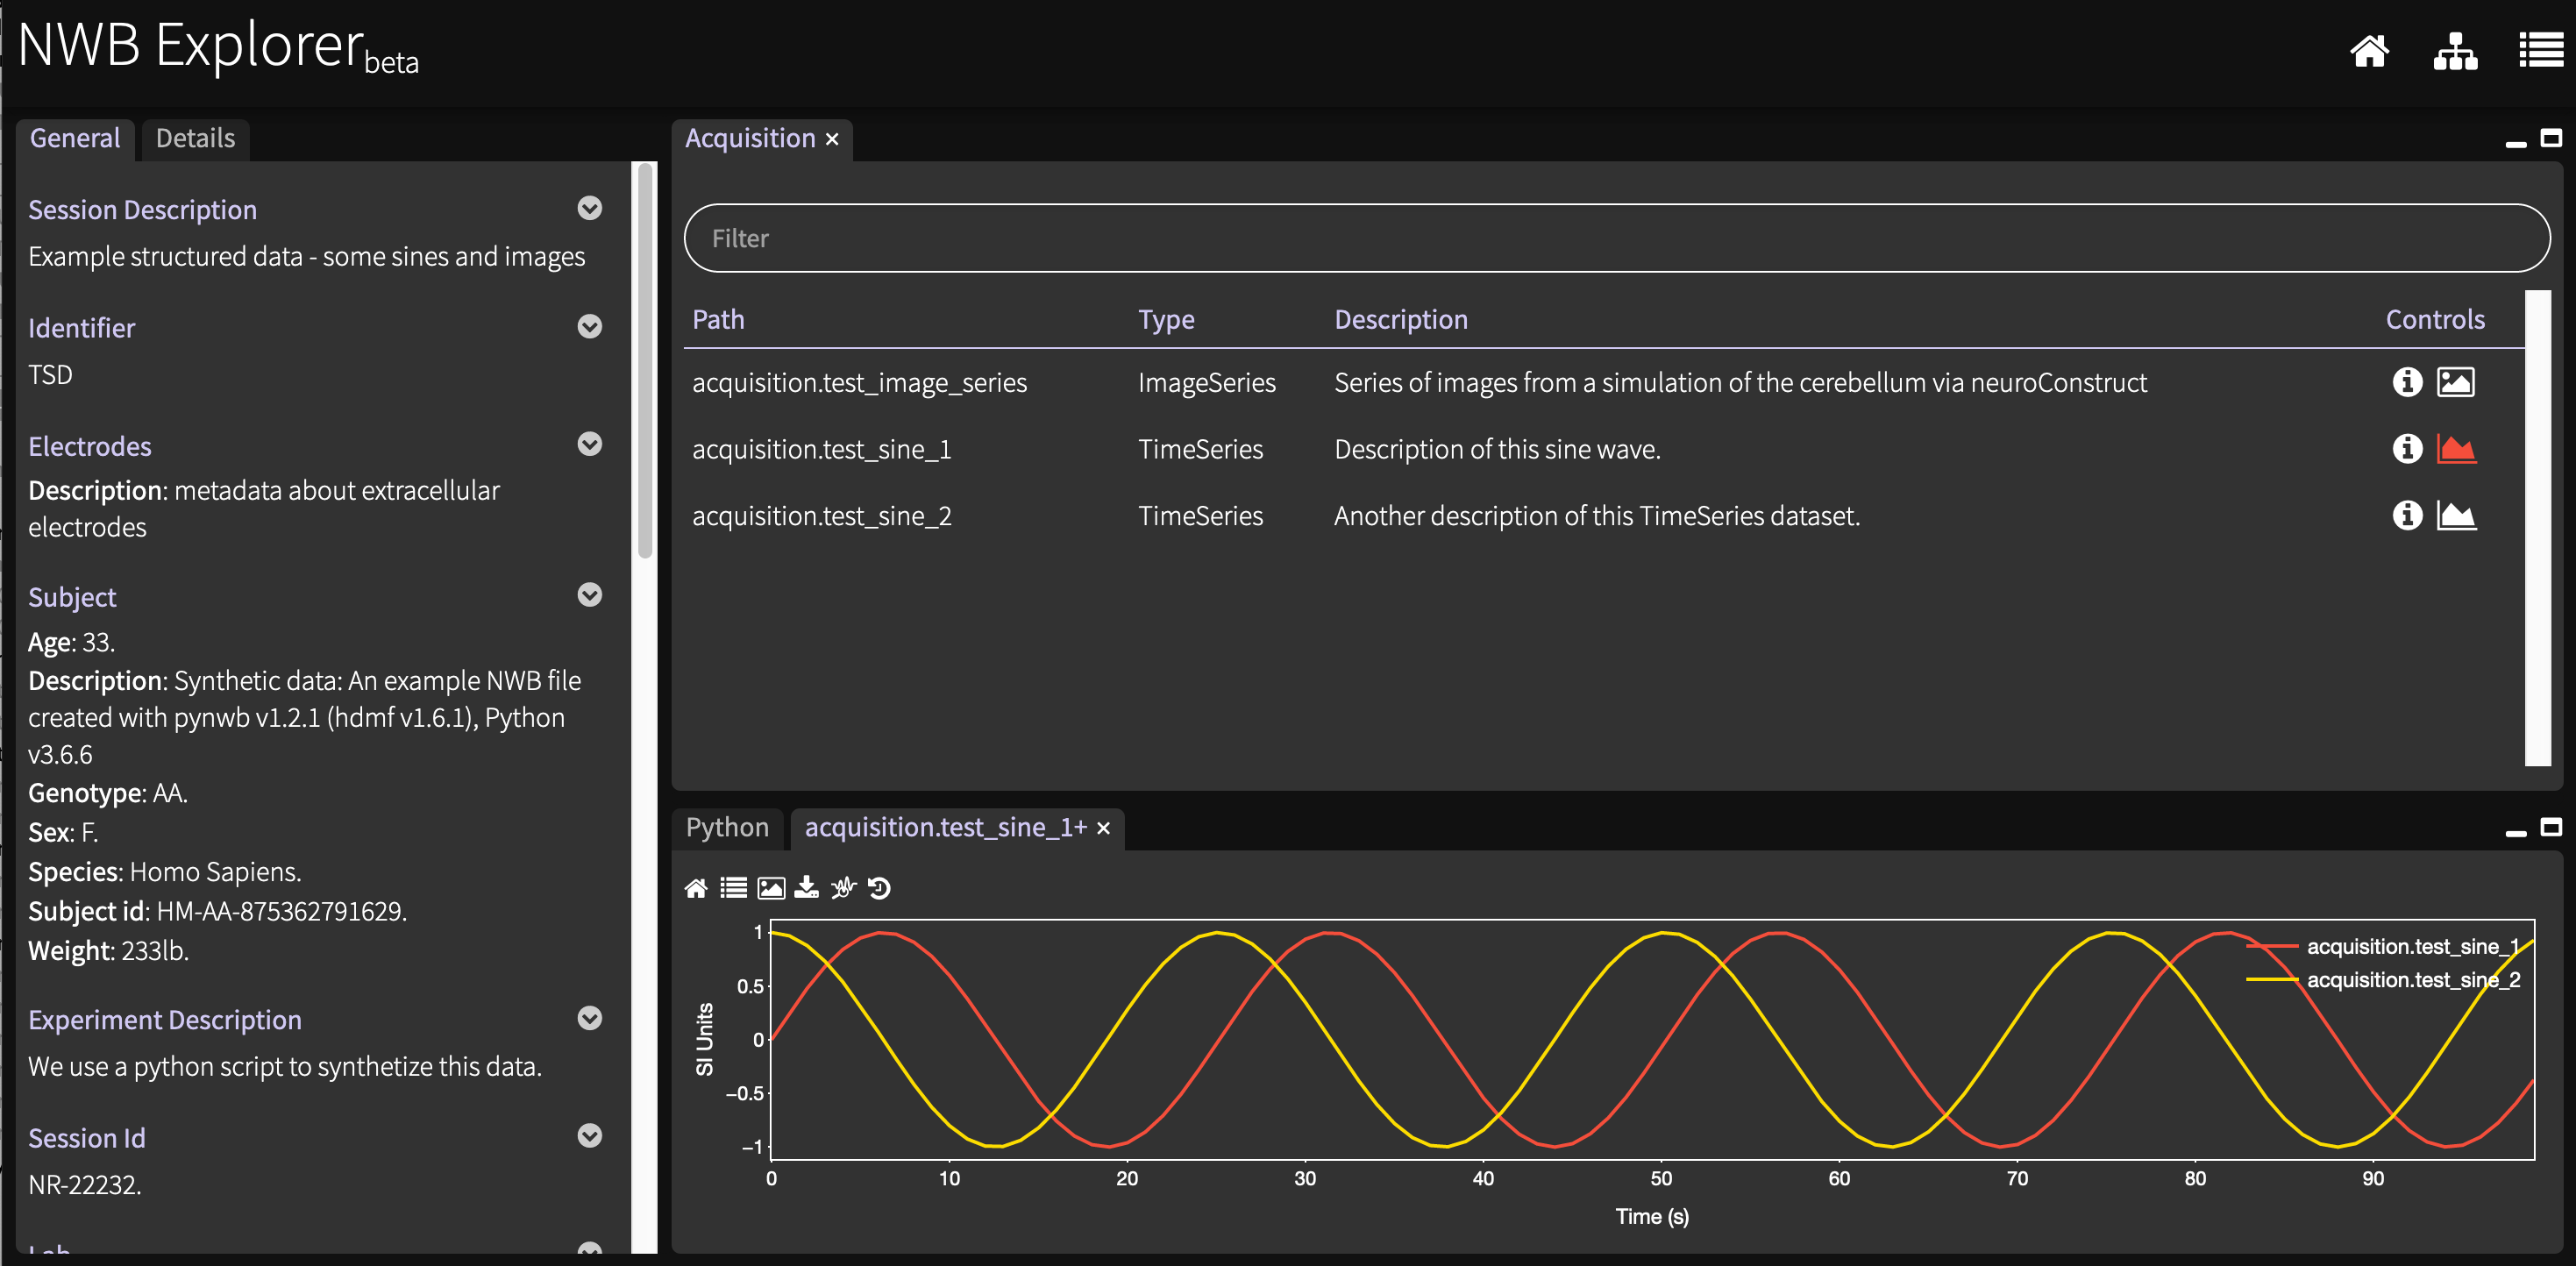 NWB Explorer beta
General Details
Session Description
Example structured data - some sines and images
Identifier
TSD
Electrodes
Description: metadata about extracellular
electrodes
Subject
Age: 33.
Description: Synthetic data: An example NWB file
created with pynwb v1.2.1 (hdmf v1.6.1), Python
v3.6.6
Genotype: AA.
Sex: F.
Species: Homo Sapiens.
Subject id: HM-AA-875362791629.
Weight: 233lb.
Experiment Description
We use a python script to synthetize this data.
Session Id
NR-22232.
Lab
Acquisition ×
Filter
Path Type Description Controls
acquisition.test_image_series ImageSeries Series of images from a simulation of the cerebellum via neuroConstruct
acquisition.test_sine_1 TimeSeries Description of this sine wave.
acquisition.test_sine_2 TimeSeries Another description of this TimeSeries dataset.
Python acquisition.test_sine_1+ ×
1
0.5
0
−0.5
−1
SI Units
acquisition.test_sine_1
acquisition.test_sine_2
0 10 20 30 40 50 60 70 80 90
Time (s)